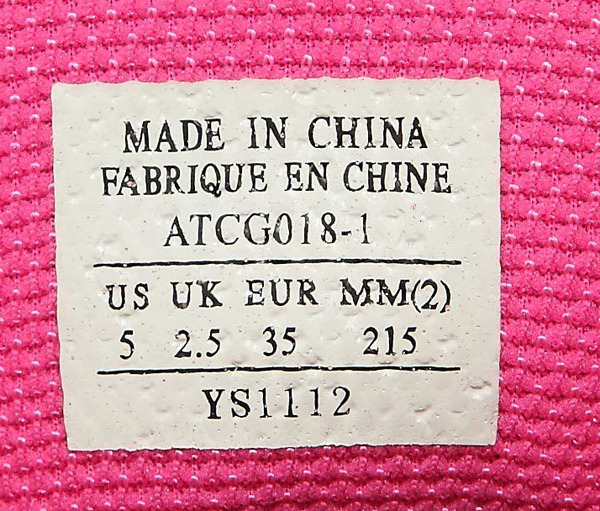 MADE IN CHINA
FABRIQUE EN CHINE
ATCG018-1
US UK EUR MM(2)
5 2.5 35 215
YS1112